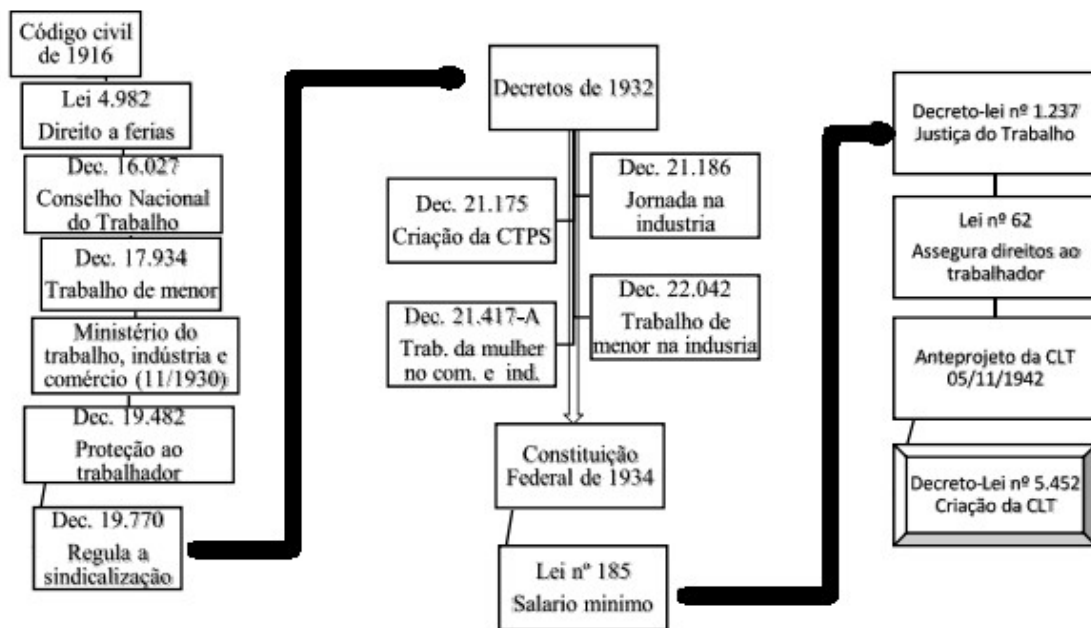 Código civil
de 1916
Lei 4.982
Direito a ferias
Dec. 16.027
Conselho Nacional
do Trabalho
Dec. 17.934
Trabalho de menor
Ministério do
trabalho, indústria e
comércio (11/1930)
Dec. 19.482
Proteção ao
trabalhador
Dec. 19.770
Regula a
sindicalização
Decretos de 1932
Dec. 21.175
Criação da CTPS
Dec. 21.186
Jornada na
industria
Dec. 21.417-A
Trab. da mulher
no com. e ind.
Dec. 22.042
Trabalho de
menor na indusria
Constituição
Federal de 1934
Lei nº 185
Salario minimo
Decreto-lei nº 1.237
Justiça do Trabalho
Lei nº 62
Assegura direitos ao
trabalhador
Anteprojeto da CLT
05/11/1942
Decreto-Lei nº 5.452
Criação da CLT